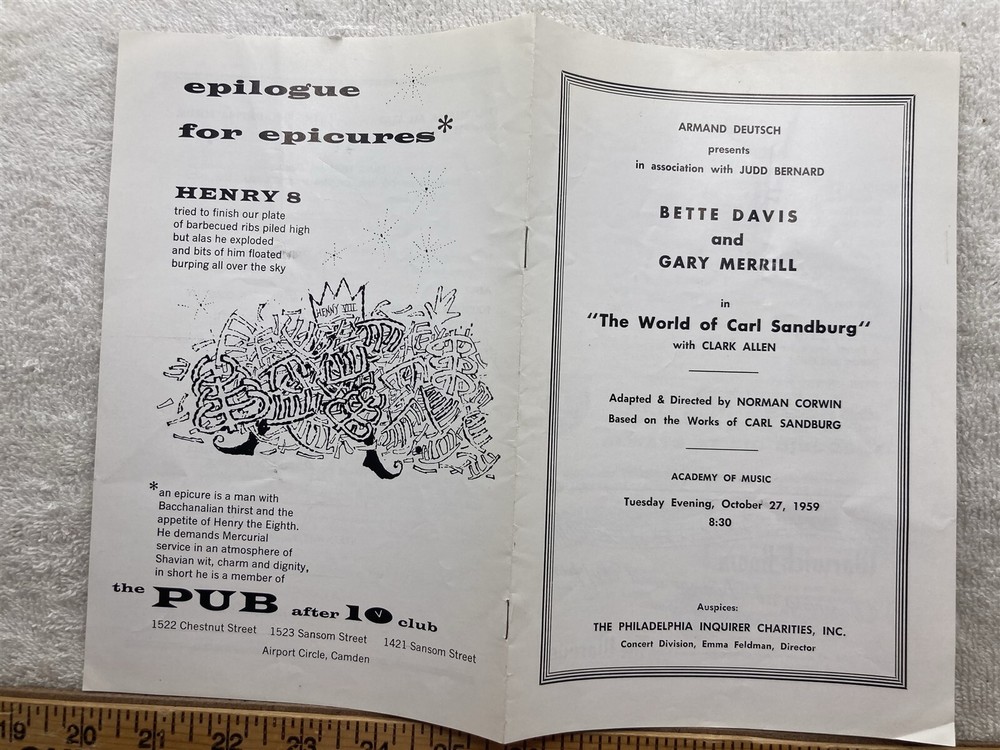 epilogue
for epicures*
HENRY 8
tried to finish our plate
of barbecued ribs piled high
but alas he exploded
and bits of him floated
burping all over the sky
HENNY VIII
*an epicure is a man with
Bacchanalian thirst and the
appetite of Henry the Eighth.
He demands Mercurial
service in an atmosphere of
Shavian wit, charm and dignity,
in short he is a member of
the PUB after 10 club
1522 Chestnut Street 1523 Sansom Street 1421 Sansom Street
Airport Circle, Camden
ARMAND DEUTSCH
presents
in association with JUDD BERNARD
BETTE DAVIS
and
GARY MERRILL
in
"The World of Carl Sandburg"
with CLARK ALLEN
Adapted & Directed by NORMAN CORWIN
Based on the Works of CARL SANDBURG
ACADEMY OF MUSIC
Tuesday Evening, October 27, 1959
8:30
Auspices:
THE PHILADELPHIA INQUIRER CHARITIES, INC.
Concert Division, Emma Feldman, Director
19 20 21 22 23